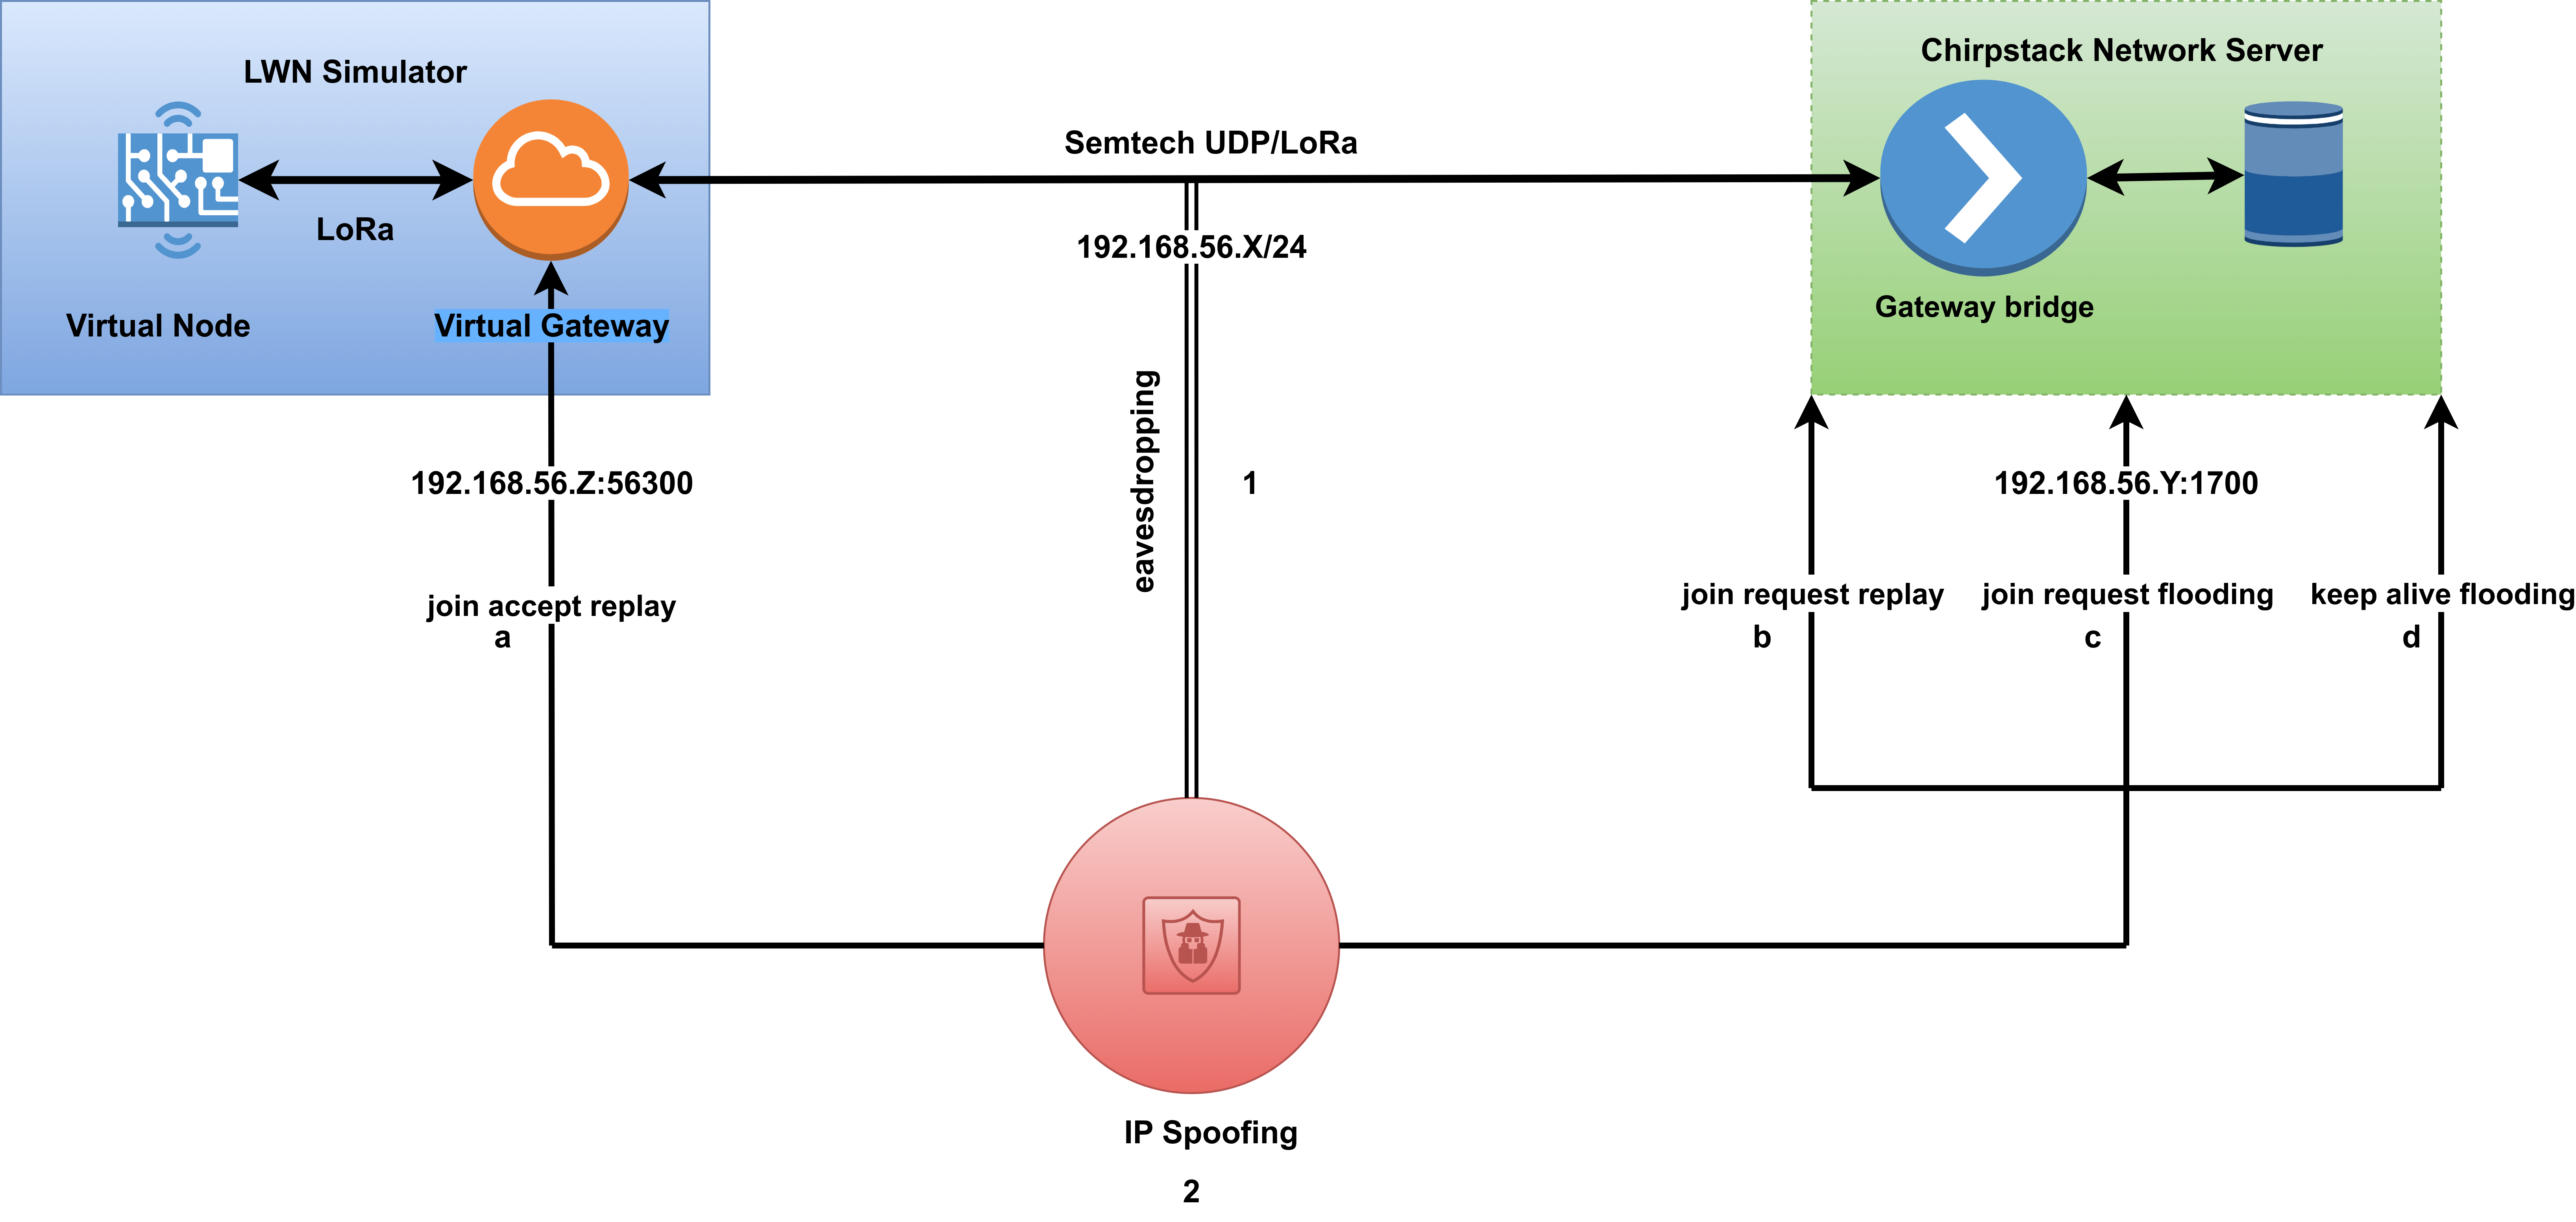 LWN Simulator
Chirpstack Network Server
Semtech UDP/LoRa
LoRa
192.168.56.X/24
Virtual Node
Virtual Gateway
Gateway bridge
eavesdropping
1
192.168.56.Z:56300
192.168.56.Y:1700
join accept replay
a
join request replay
b
join request flooding
c
keep alive flooding
d
IP Spoofing
2